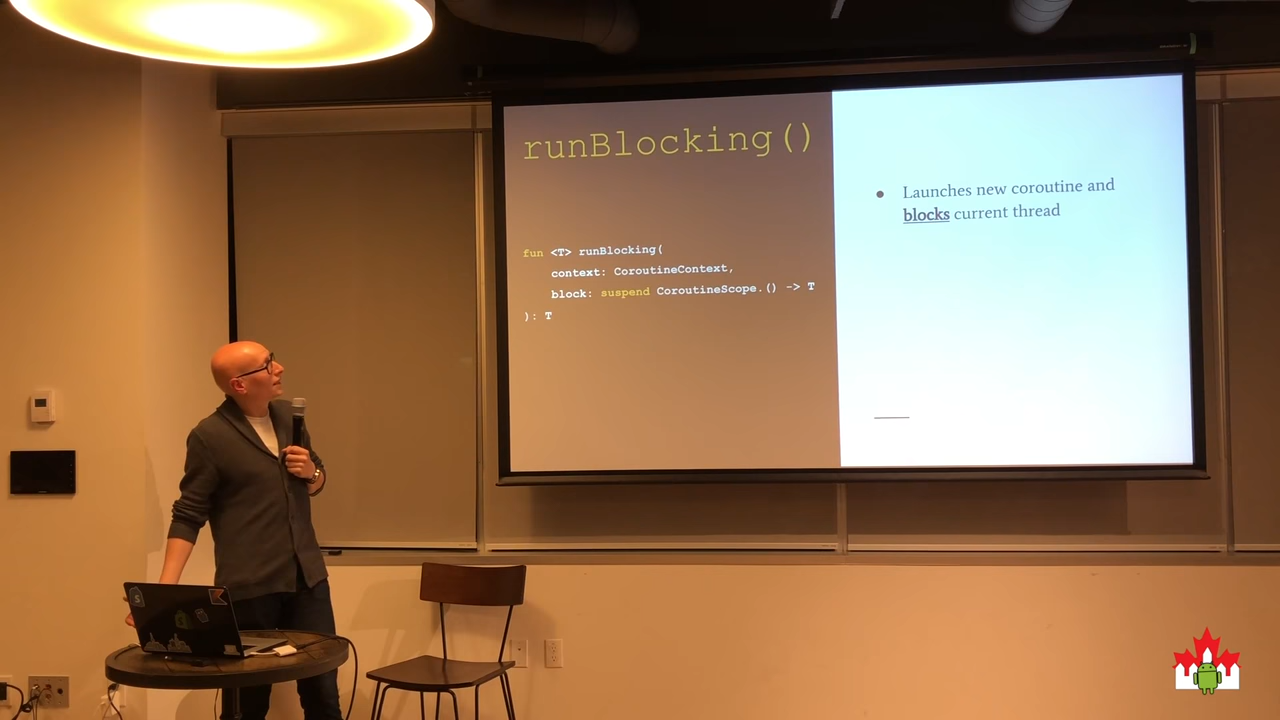 runBlocking()
fun <T> runBlocking(
context: CoroutineContext,
block: suspend CoroutineScope.() -> T
): T
● Launches new coroutine and
blocks current thread